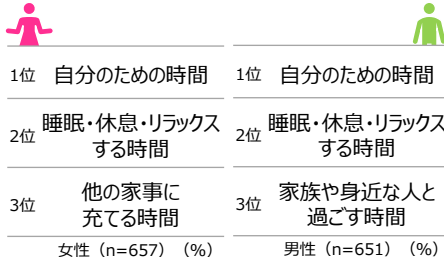 1位 自分のための時間
2位 睡眠・休息・リラックス
する時間
3位 他の家事に
充てる時間
女性（n=657）（%）
1位 自分のための時間
2位 睡眠・休息・リラックス
する時間
3位 家族や身近な人と
過ごす時間
男性（n=651）（%）